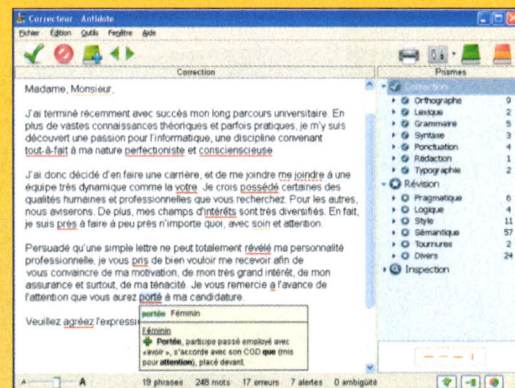 Correcteur - Antidote
Fichier Édition Outils Fenêtre Aide
Correction
Prismes
Madame, Monsieur,
J'ai terminé récemment avec succès mon long parcours universitaire. En
plus de vastes connaissances théoriques et parfois pratiques, je m'y suis
découvert une passion pour l'informatique, une discipline convenant
tout-à-fait à ma nature perfectioniste et conscienscieuse.
J'ai donc décidé d'en faire une carrière, et de me joindre me joindre à une
équipe très dynamique comme la votre. Je crois possédé certaines des
qualités humaines et professionnelles que vous recherchez. Pour les autres,
nous aviserons. De plus, mes champs d'intérêts sont très diversifiés. En fait,
je suis près à faire à peu près n'importe quoi, avec soin et attention.
Persuadé qu'une simple lettre ne peut totalement révélé ma personnalité
professionnelle, je vous pris de bien vouloir me recevoir afin de
vous convaincre de ma motivation, de mon très grand intérêt, de mon
assurance et surtout, de ma ténacité. Je vous remercie a l'avance de
l'attention que vous aurez porté à ma candidature.
Veuillez agréez l'expressi
portée Féminin
Féminin
Portée, participe passé employé avec
«avoir», s'accorde avec son COD que (mis
pour attention), placé devant.
Correction
Orthographe 9
Lexique 2
Grammaire 5
Syntaxe 3
Ponctuation 4
Rédaction 1
Typographie 2
Révision
Pragmatique 6
Logique 4
Style 11
Sémantique 57
Tournures 2
Divers 24
Inspection
A A 19 phrases 248 mots 17 erreurs 7 alertes 0 ambiguïté